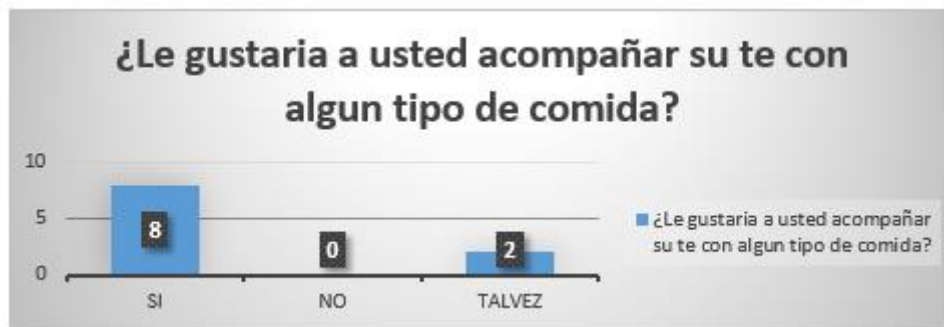 ¿Le gustaria a usted acompañar su te con
algun tipo de comida?
10
5
0
8
0
2
SI
NO
TALVEZ
¿Le gustaria a usted acompañar
su te con algun tipo de comida?